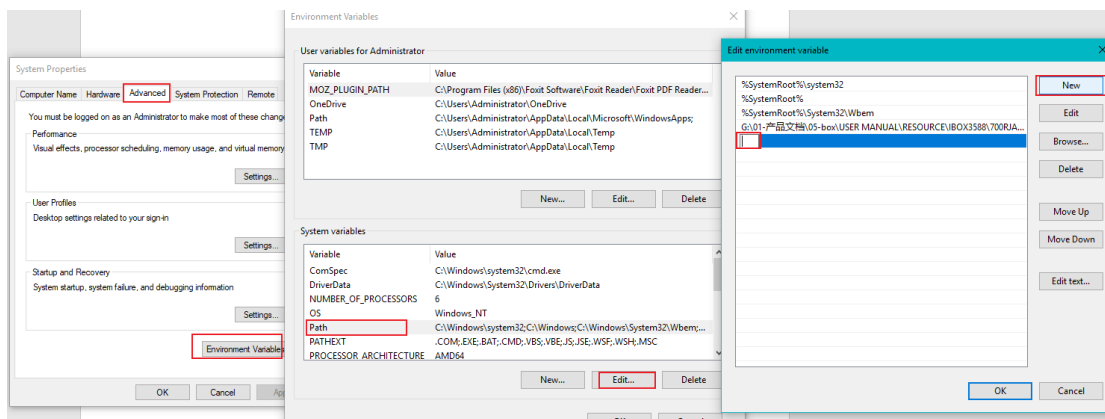 System Properties
Computer Name Hardware Advanced System Protection Remote
You must be logged on as an Administrator to make most of these
Performance
Visual effects, processor scheduling, memory usage, and virtual memory
Settings...
User Profiles
Desktop settings related to your sign-in
Settings...
Startup and Recovery
System startup, system failure, and debugging information
Settings...
Environment Variables
OK Cancel
Environment Variables
User variables for Administrator
Variable Value
MOZ_PLUGIN_PATH C:\Program Files (x86)\Foxit Software\Foxit Reader\Foxit PDF Reader...
OneDrive C:\Users\Administrator\OneDrive
Path C:\Users\Administrator\AppData\Local\Microsoft\WindowsApps;
TEMP C:\Users\Administrator\AppData\Local\Temp
TMP C:\Users\Administrator\AppData\Local\Temp
New... Edit... Delete
System variables
Variable Value
ComSpec C:\Windows\system32\cmd.exe
DriverData C:\Windows\System32\Drivers\DriverData
NUMBER_OF_PROCESSORS 6
OS Windows_NT
Path C:\Windows\system32;C:\Windows;C:\Windows\System32\Wbem;...
PATHEXT .COM;.EXE;.BAT;.CMD;.VBS;.VBE;.JS;.JSE;.WSF;.WSH;.MSC
PROCESSOR_ARCHITECTURE AMD64
New... Edit... Delete
Edit environment variable
%SystemRoot%\system32
%SystemRoot%
%SystemRoot%\System32\Wbem
G:\01-产品文档\05-box\USER MANUAL\RESOURCE\IBOX3588\700RJA...
New
Edit
Browse...
Delete
Move Up
Move Down
Edit text...
OK Cancel